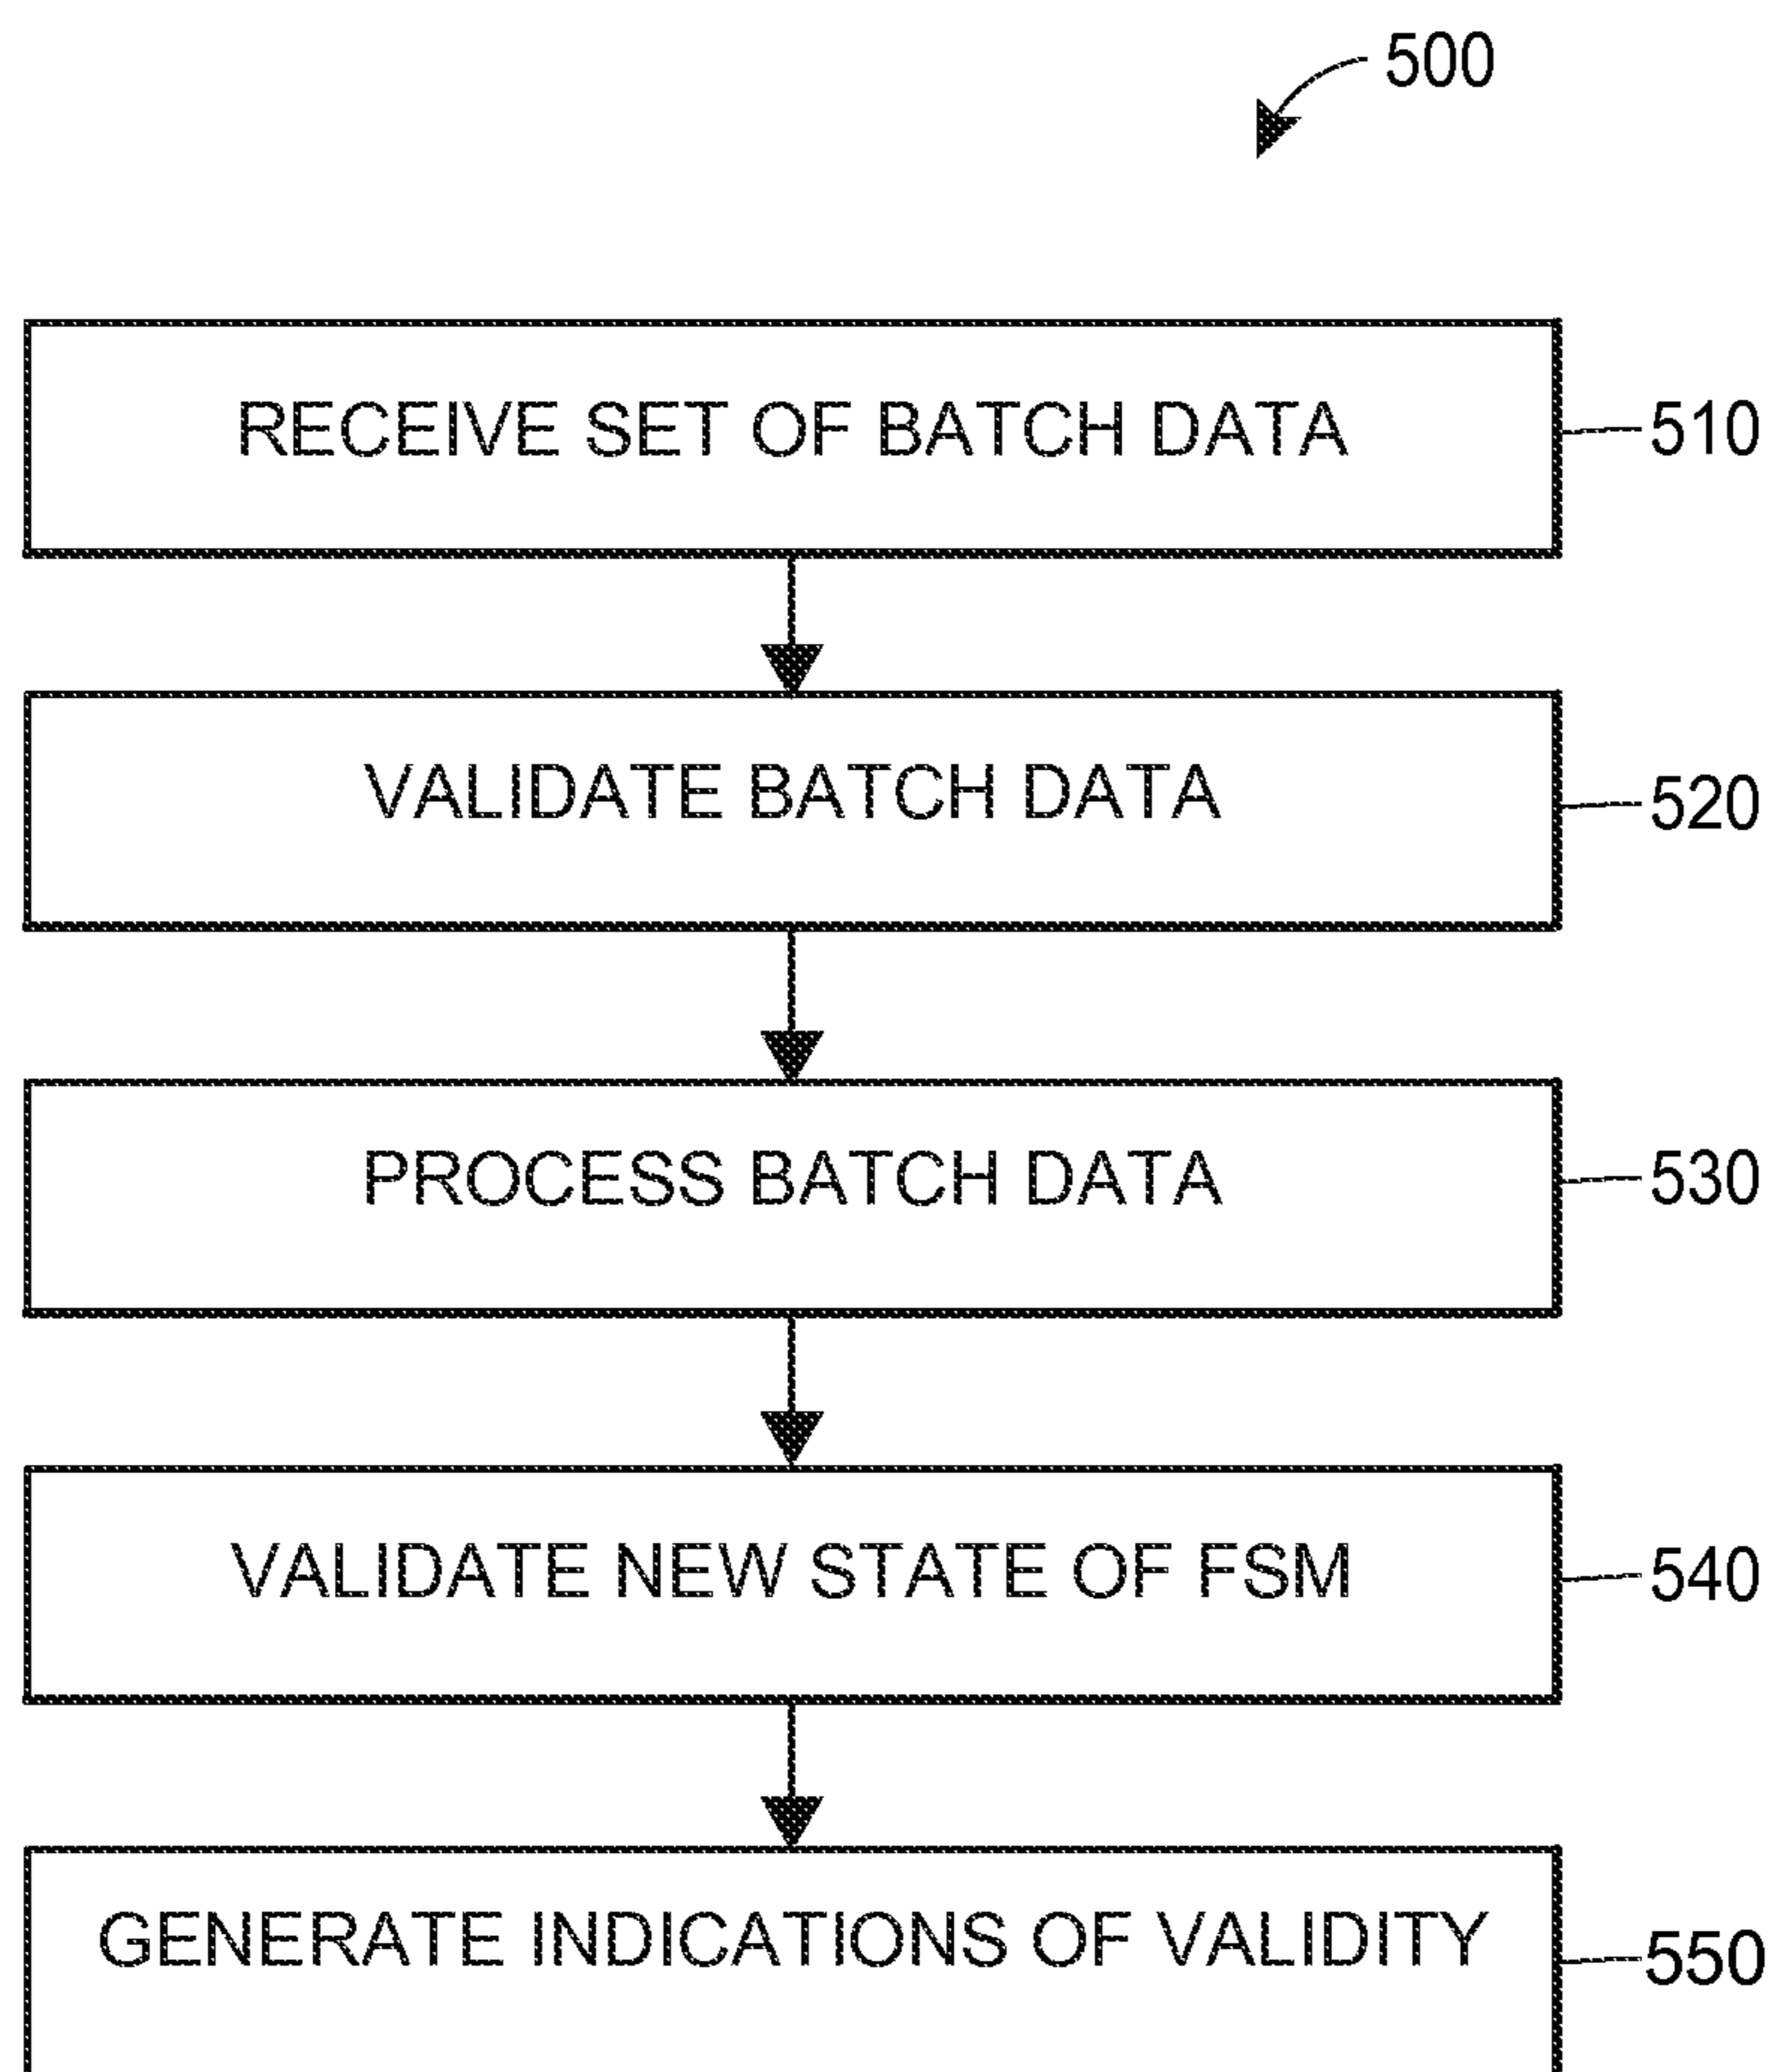 500
RECEIVE SET OF BATCH DATA
510
VALIDATE BATCH DATA
520
PROCESS BATCH DATA
530
VALIDATE NEW STATE OF FSM
540
GENERATE INDICATIONS OF VALIDITY
550